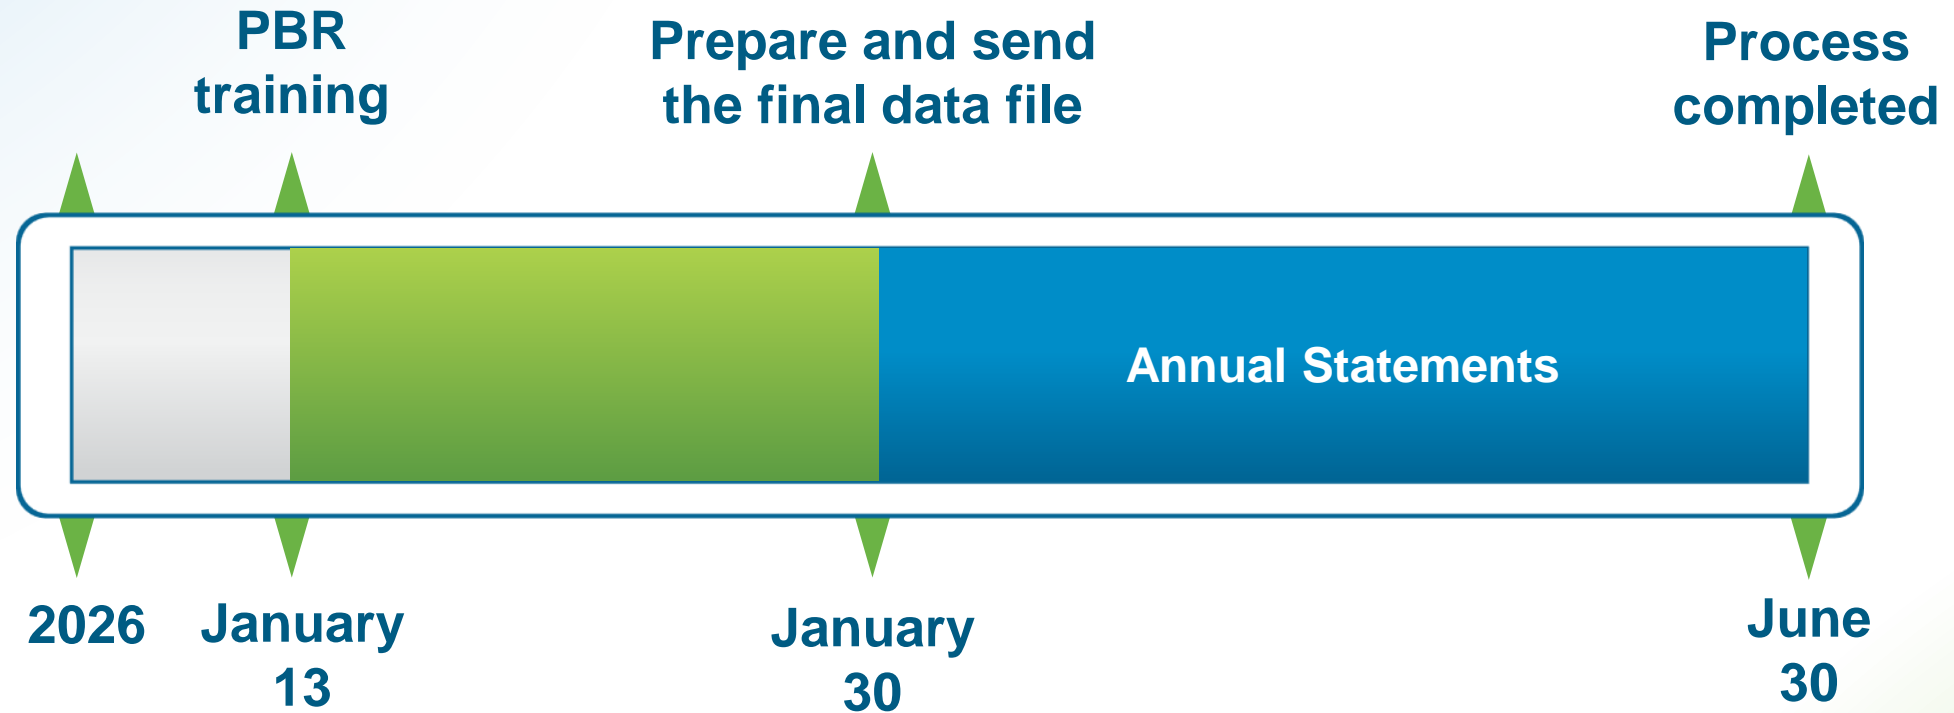 PBR
training
Prepare and send
the final data file
Process
completed
Annual Statements
2026
January
13
January
30
June
30